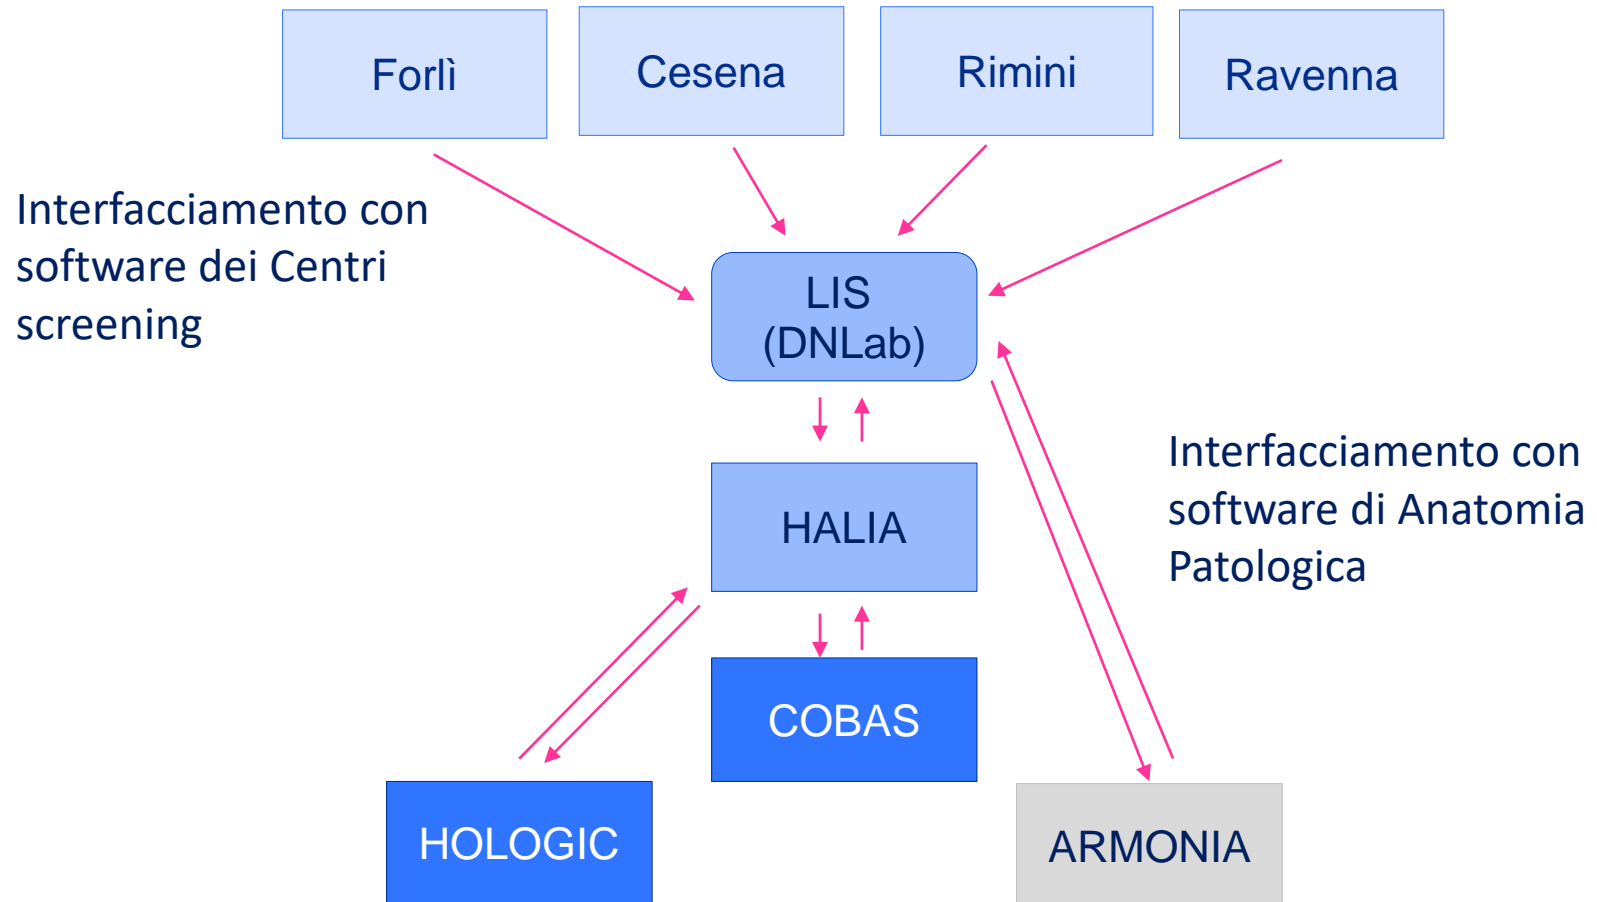 Forlì
Cesena
Rimini
Ravenna
Interfacciamento con
software dei Centri
screening
LIS
(DNLab)
HALIA
Interfacciamento con
software di Anatomia
Patologica
COBAS
HOLOGIC
ARMONIA